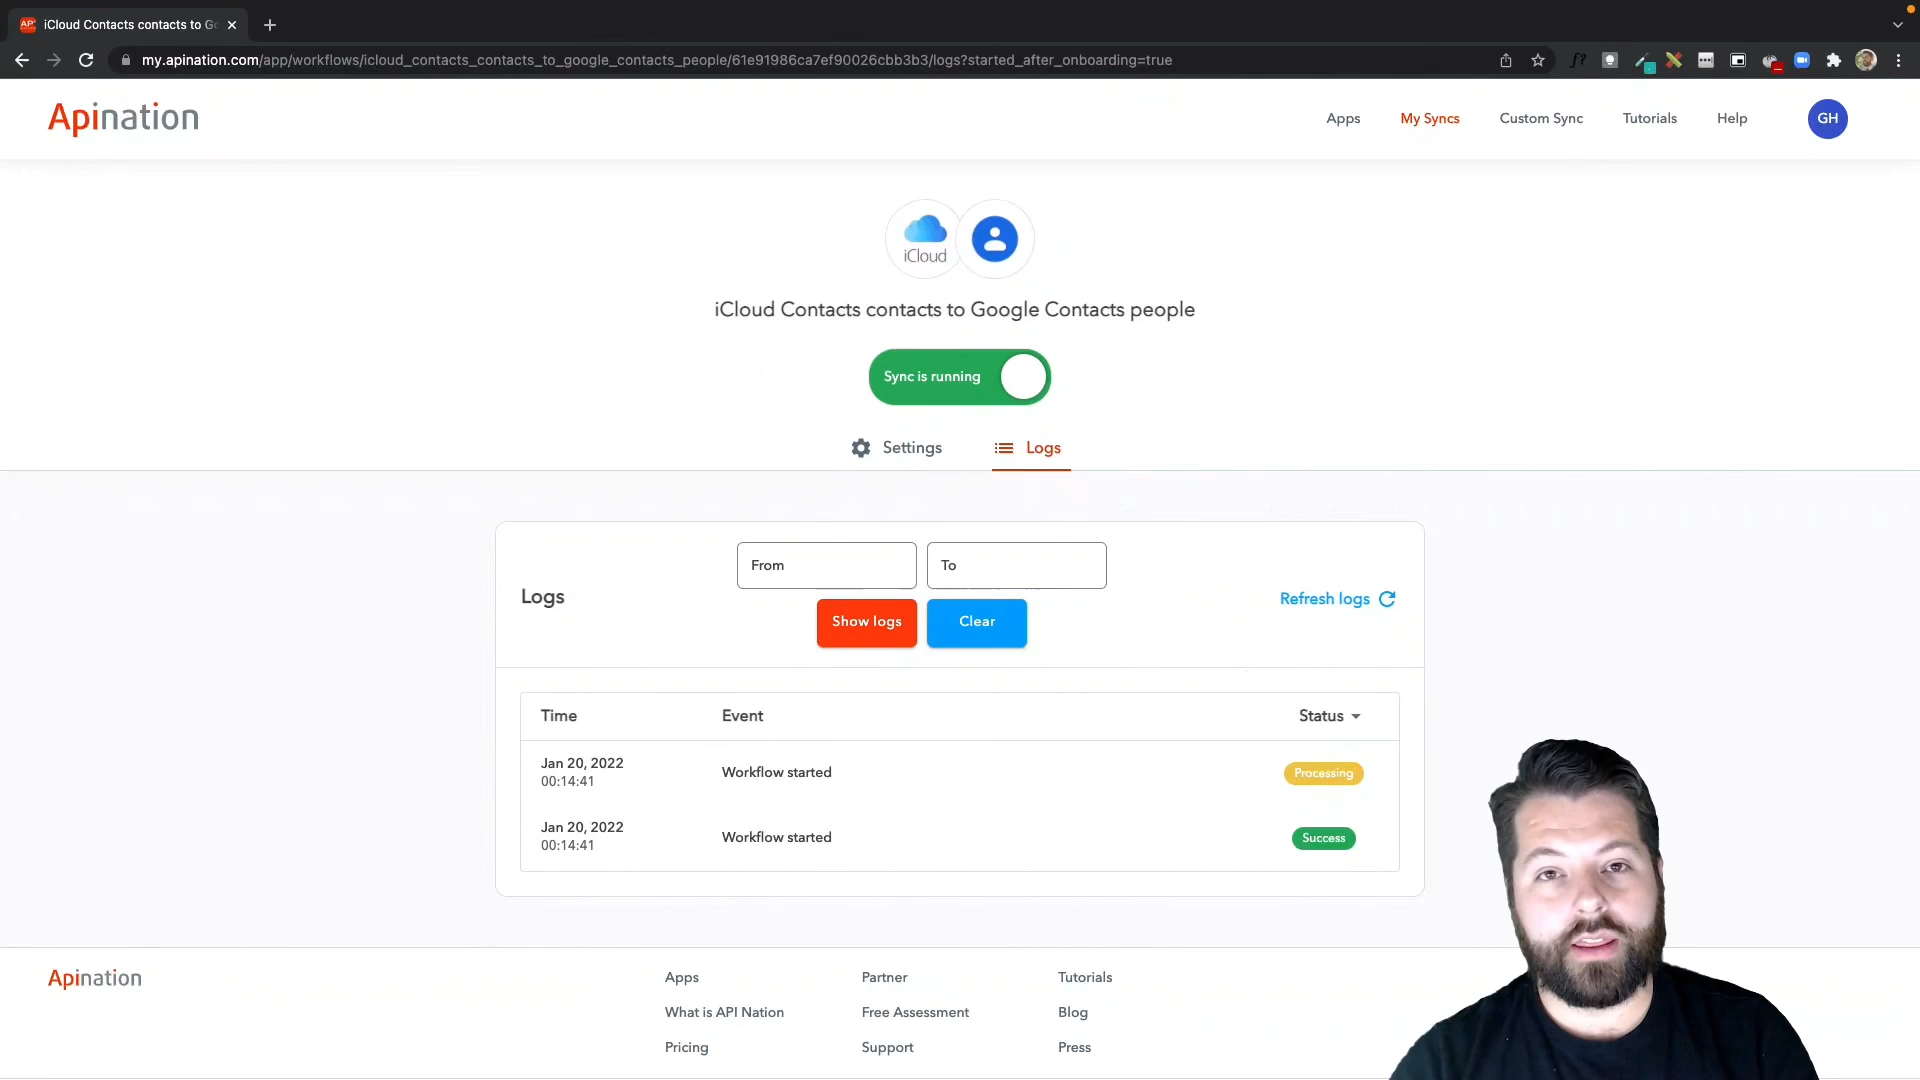 iCloud Contacts contacts to Go
my.apination.com/app/workflows/icloud_contacts_contacts_to_google_contacts_people/61e91986ca7ef90026cbb3b3/logs?started_after_onboarding=true
Apination
Apps
My Syncs
Custom Sync
Tutorials
Help
GH
iCloud
iCloud Contacts contacts to Google Contacts people
Sync is running
Settings
Logs
Logs
From
To
Show logs
Clear
Refresh logs
Time Event Status
Jan 20, 2022
00:14:41
Workflow started
Processing
Jan 20, 2022
00:14:41
Workflow started
Success
Apination
Apps
What is API Nation
Pricing
Partner
Free Assessment
Support
Tutorials
Blog
Press